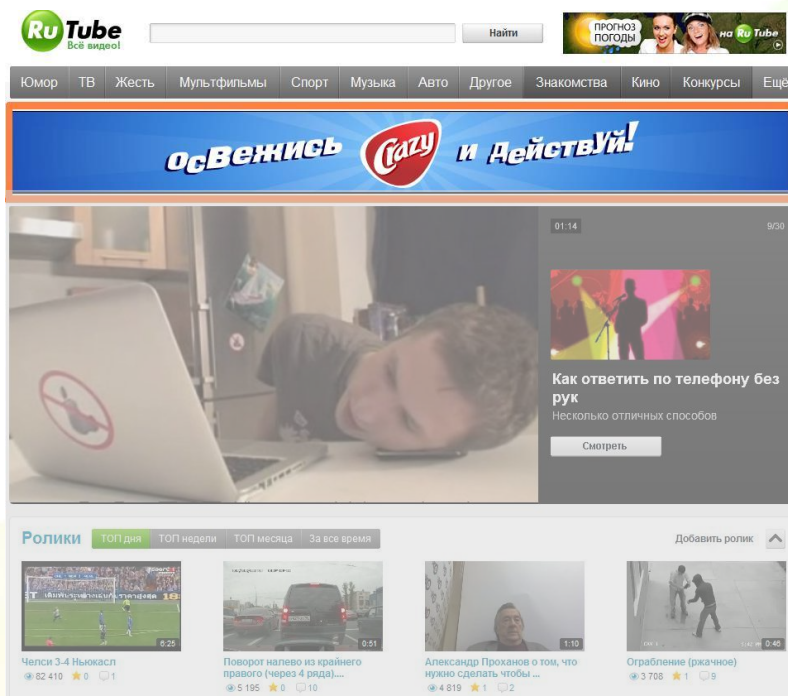 RuTube
Всё видео!
Найти
ПРОГНОЗ
ПОГОДЫ
на RuTube
Юмор ТВ Жесть Мультфильмы Спорт Музыка Авто Другое Знакомства Кино Конкурсы Ещё
осВежись Crazy и действуй!
01:14 9/30
Как ответить по телефону без
рук
Несколько отличных способов
Смотреть
Ролики ТОП дня ТОП недели ТОП месяца За все время Добавить ролик
6:25 0:51 1:10 0:46
Челси 3-4 Ньюкасл
82 410 0 1
Поворот налево из крайнего
правого (через 4 ряда)....
5 195 0 10
Александр Проханов о том, что
нужно сделать чтобы ...
4 819 1 2
Ограбление (ржачное)
3 708 1 9